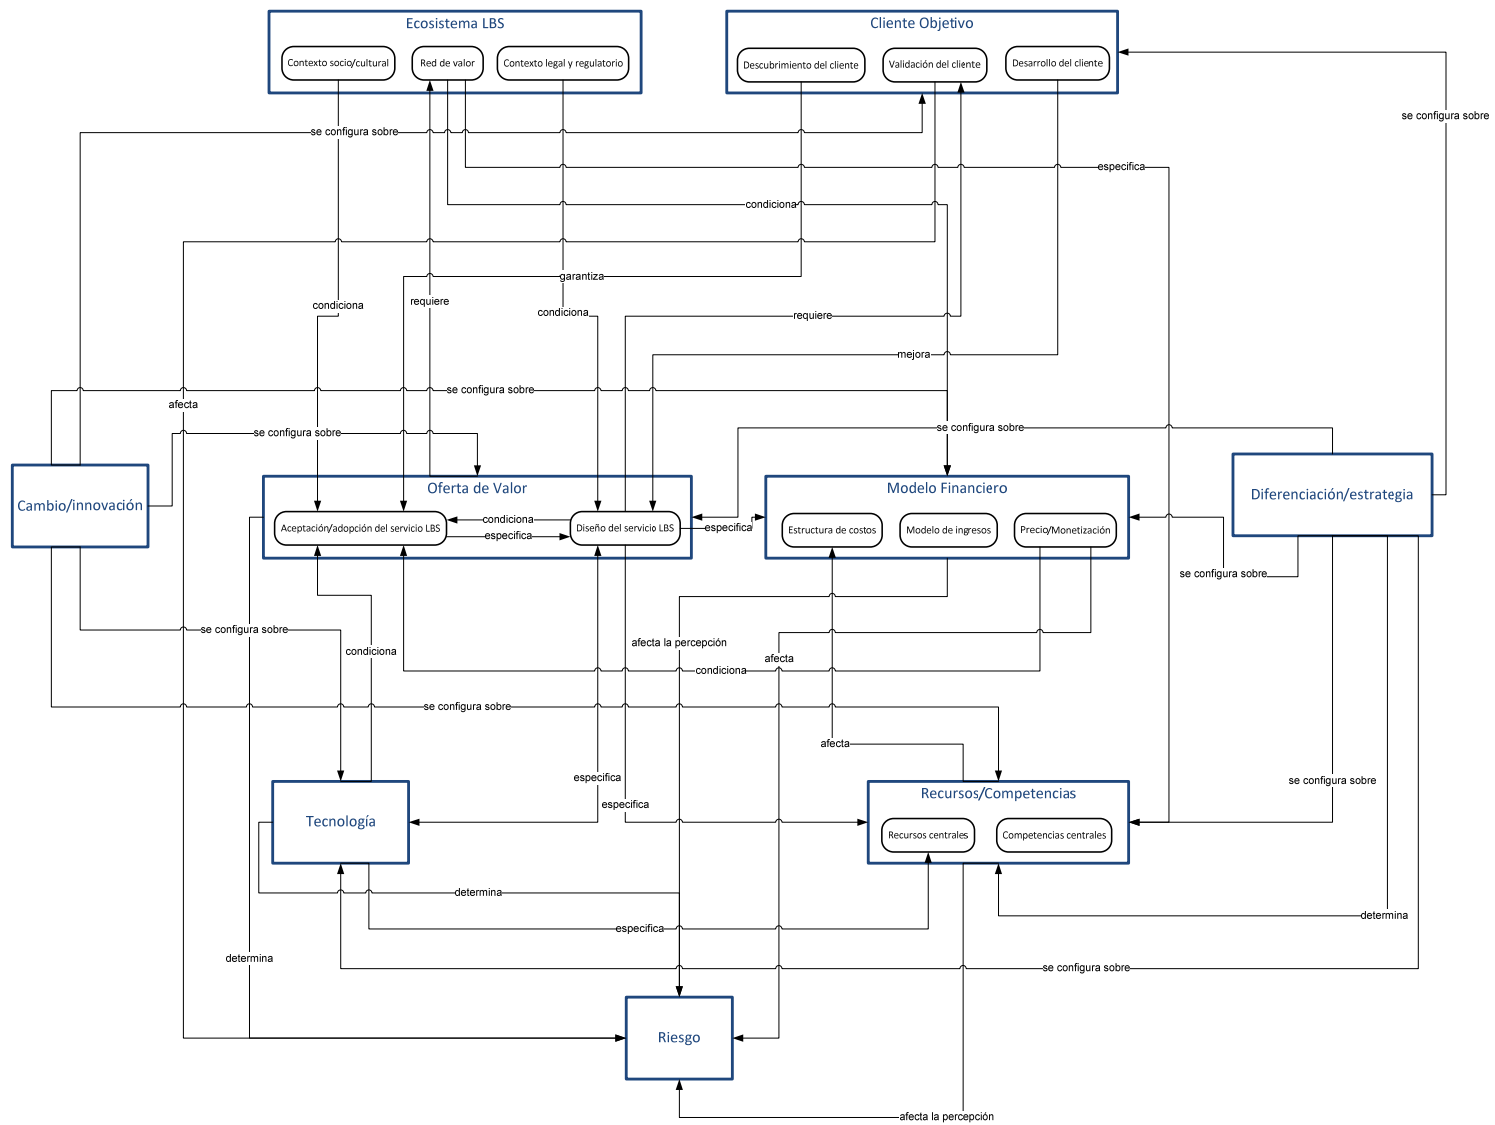 Ecosistema LBS
Cliente Objetivo
Contexto socio/cultural
Red de valor
Contexto legal y regulatorio
Descubrimiento del cliente
Validación del cliente
Desarrollo del cliente
se configura sobre
se configura sobre
especifica
condiciona
garantiza
condiciona
requiere
condiciona
requiere
mejora
se configura sobre
afecta
se configura sobre
se configura sobre
Cambio/innovación
Oferta de Valor
Aceptación/adopción del servicio LBS
condiciona
especifica
Diseño del servicio LBS
especifica
Modelo Financiero
Estructura de costos
Modelo de ingresos
Precio/Monetización
Diferenciación/estrategia
se configura sobre
se configura sobre
condiciona
afecta la percepción
afecta
condiciona
se configura sobre
afecta
especifica
especifica
se configura sobre
Tecnología
Recursos/Competencias
Recursos centrales
Competencias centrales
determina
determina
especifica
determina
se configura sobre
Riesgo
afecta la percepción